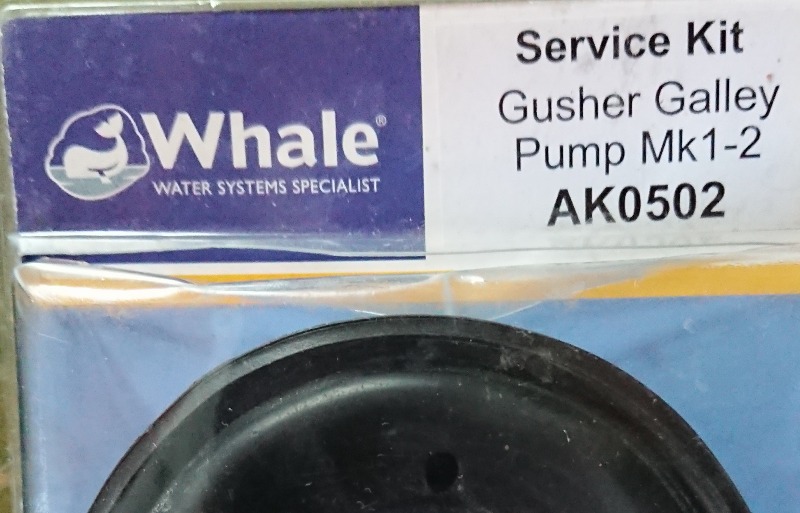 Whale®
WATER SYSTEMS SPECIALIST
Service Kit
Gusher Galley
Pump Mk1-2
AK0502